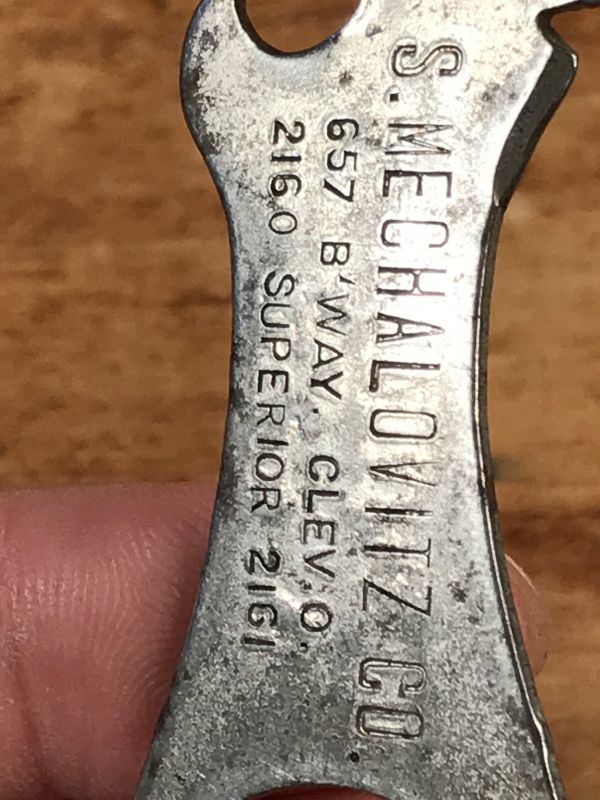 S. MECHALOVITZ CO.
657 B'WAY, CLEV. O.
2160 SUPERIOR 2161